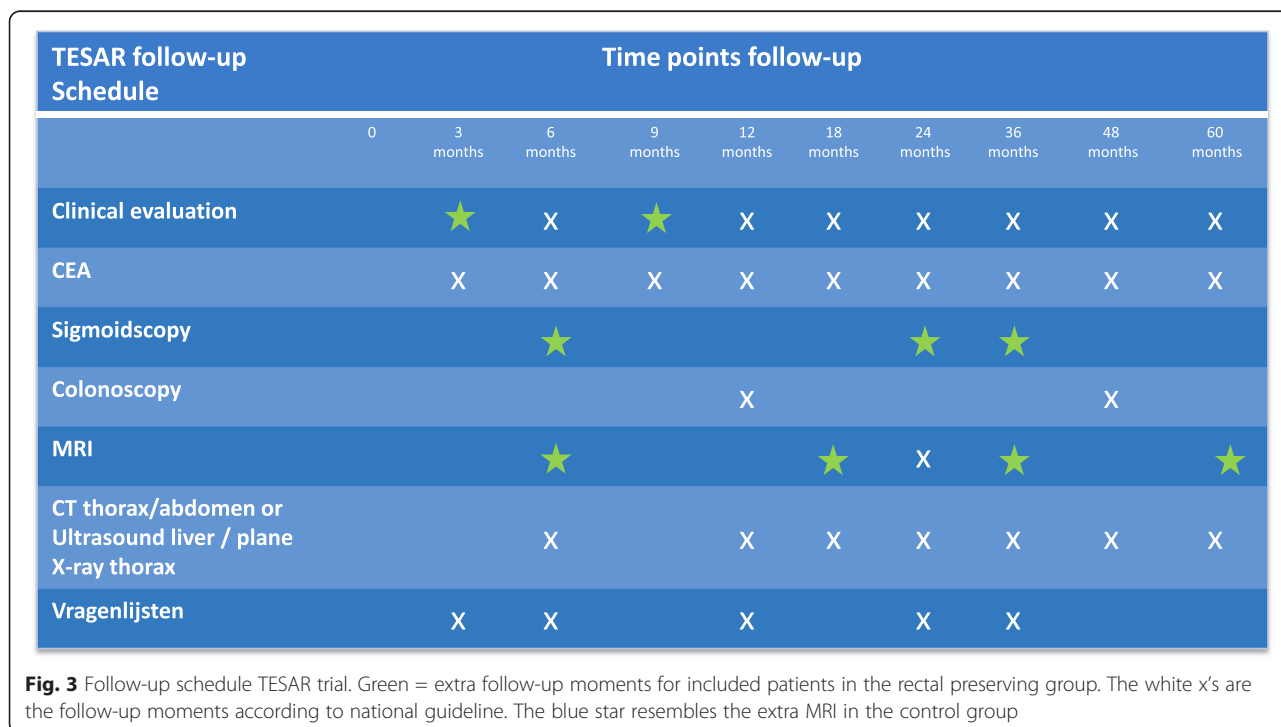 TESAR follow-up Time points follow-up
Schedule
0 3 6 9 12 18 24 36 48 60
months months months months months months months months months
Clinical evaluation X X X X X X X
CEA X X X X X X X X X
Sigmoidscopy
Colonoscopy X X
MRI X
CT thorax/abdomen or
Ultrasound liver / plane X X X X X X X
X-ray thorax
Vragenlijsten X X X X X
Fig. 3 Follow-up schedule TESAR trial. Green = extra follow-up moments for included patients in the rectal preserving group. The white x's are
the follow-up moments according to national guideline. The blue star resembles the extra MRI in the control group